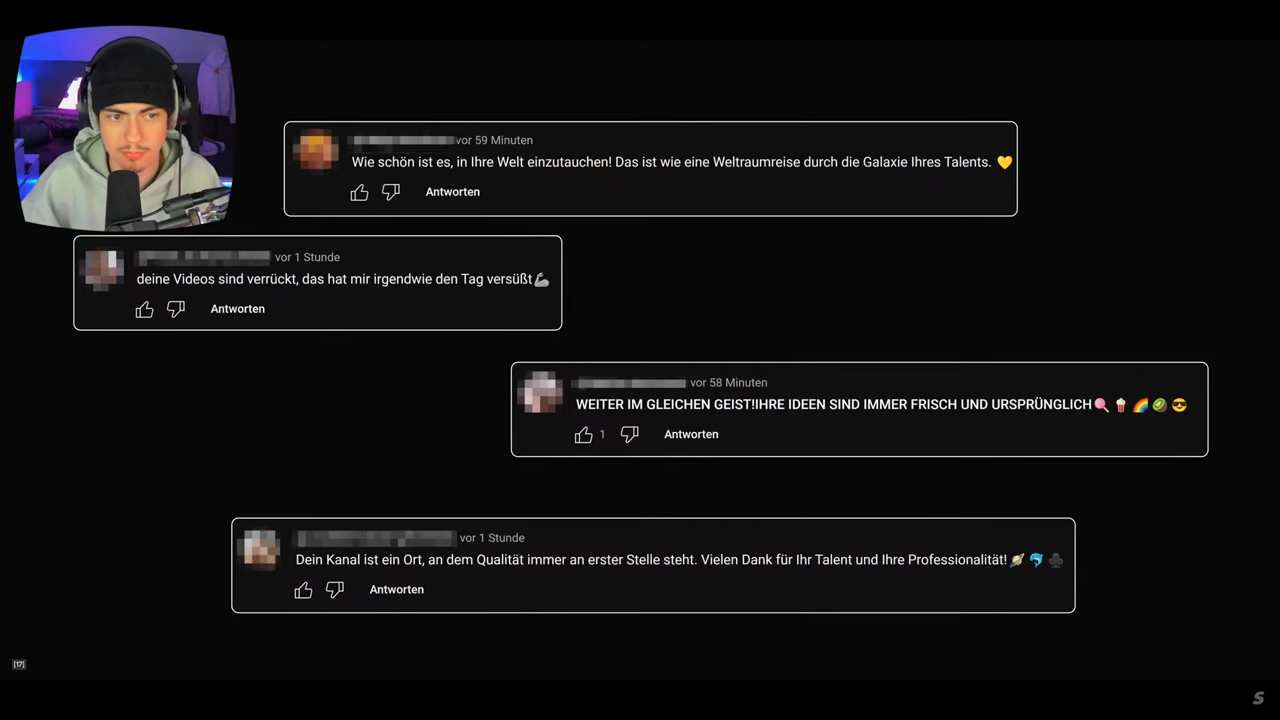 vor 59 Minuten
Wie schön ist es, in Ihre Welt einzutauchen! Das ist wie eine Weltraumreise durch die Galaxie Ihres Talents. 💛
Antworten
vor 1 Stunde
deine Videos sind verrückt, das hat mir irgendwie den Tag versüßt💪
Antworten
vor 58 Minuten
WEITER IM GLEICHEN GEIST!IHRE IDEEN SIND IMMER FRISCH UND URSPRÜNGLICH🍭 🍿 🌈 🥝 😎
1
Antworten
vor 1 Stunde
Dein Kanal ist ein Ort, an dem Qualität immer an erster Stelle steht. Vielen Dank für Ihr Talent und Ihre Professionalität!🪐 🐬 ♣️
Antworten
[17]
S